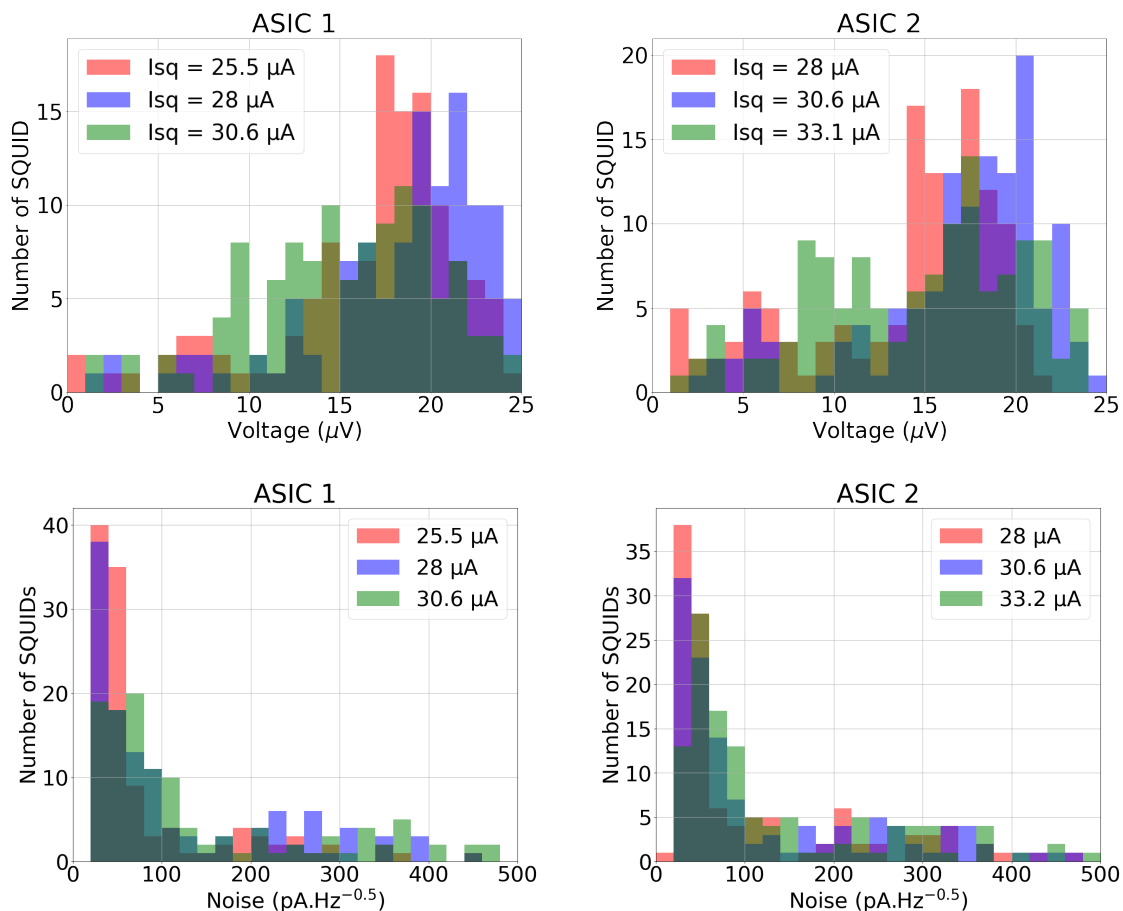 ASIC 1
Isq = 25.5 µA
Isq = 28 µA
Isq = 30.6 µA
15
10
5
0
Number of SQUID
0 5 10 15 20 25
Voltage (μV)
ASIC 2
Isq = 28 µA
Isq = 30.6 µA
Isq = 33.1 µA
20
15
10
5
0
Number of SQUID
0 5 10 15 20 25
Voltage (μV)
ASIC 1
25.5 µA
28 µA
30.6 µA
40
30
20
10
0
Number of SQUIDs
0 100 200 300 400 500
Noise (pA.Hz⁻⁰·⁵)
ASIC 2
28 µA
30.6 µA
33.2 µA
35
30
25
20
15
10
5
0
Number of SQUIDs
0 100 200 300 400 500
Noise (pA.Hz⁻⁰·⁵)